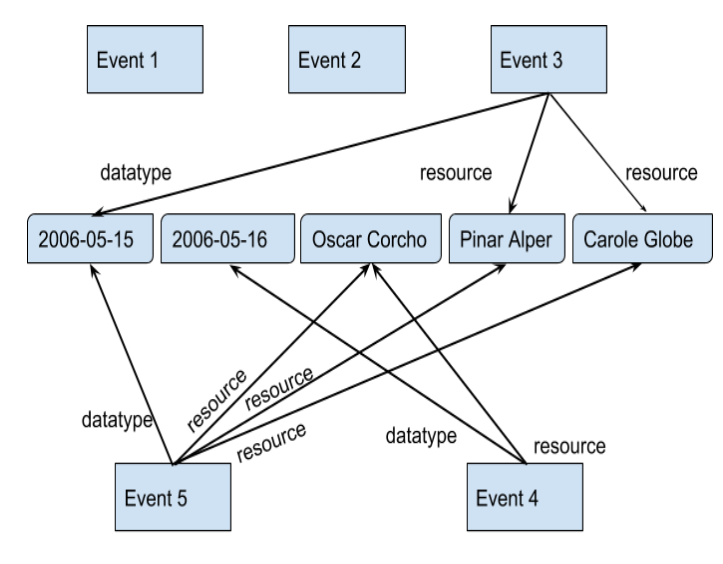 Event 1
Event 2
Event 3
datatype
resource
resource
2006-05-15
2006-05-16
Oscar Corcho
Pinar Alper
Carole Globe
datatype
resource
resource
resource
datatype
resource
Event 5
Event 4